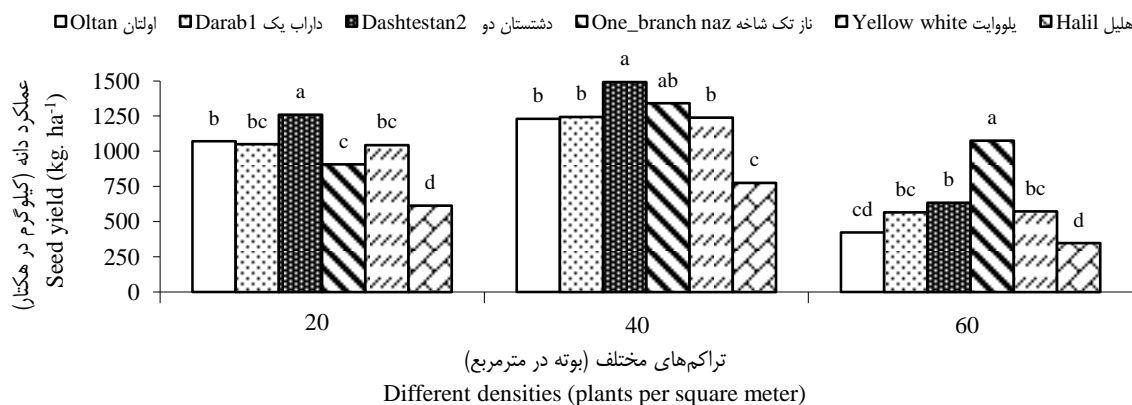 Oltan اولتان Darab1 داراب یک Dashtestan2 دشتستان دو One_branch naz ناز تک شاخه Yellow white یلووایت Halil هلیل
عملکرد دانه (کیلوگرم در هکتار)
Seed yield (kg. ha-1)
1500
1250
1000
750
500
250
0
b bc a c bc d
b b a ab b c
cd bc b a bc d
20 40 60
تراکم‌های مختلف (بوته در مترمربع)
Different densities (plants per square meter)